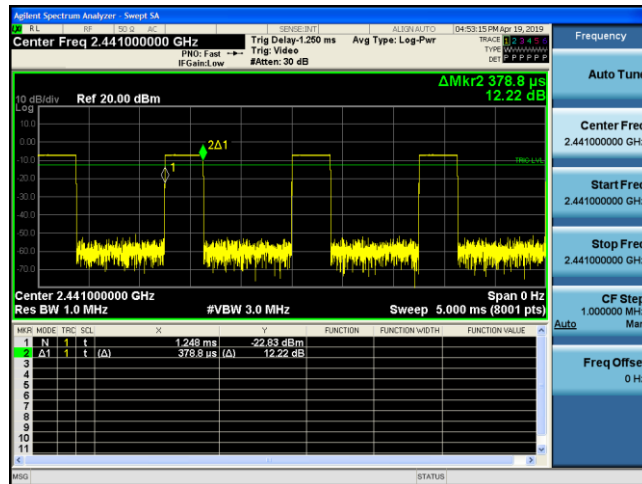 Agilent Spectrum Analyzer - Swept SA
RL RF 50 Ω AC SENSE:INT ALIGN AUTO 04:53:15 PM Apr 19, 2019
Center Freq 2.441000000 GHz
PNO: Fast
IFGain:Low
Trig Delay-1.250 ms
Trig: Video
#Atten: 30 dB
Avg Type: Log-Pwr
TRACE 1 2 3 4 5 6
TYPE
DET P P P P P P
ΔMkr2 378.8 µs
12.22 dB
10 dB/div
Log
Ref 20.00 dBm
10.0
0.00
-10.0
-20.0
-30.0
-40.0
-50.0
-60.0
-70.0
2Δ1
1
TRIG LVL
Center 2.441000000 GHz
Span 0 Hz
Res BW 1.0 MHz
#VBW 3.0 MHz
Sweep 5.000 ms (8001 pts)
MKR MODE TRC SCL X Y FUNCTION FUNCTION WIDTH FUNCTION VALUE
1 N 1 t 1.248 ms -22.83 dBm
2 Δ1 1 t (Δ) 378.8 µs (Δ) 12.22 dB
3
4
5
6
7
8
9
10
11
MSG
STATUS
Frequency
Auto Tune
Center Freq
2.441000000 GHz
Start Freq
2.441000000 GHz
Stop Freq
2.441000000 GHz
CF Step
1.000000 MHz
Auto Man
Freq Offset
0 Hz